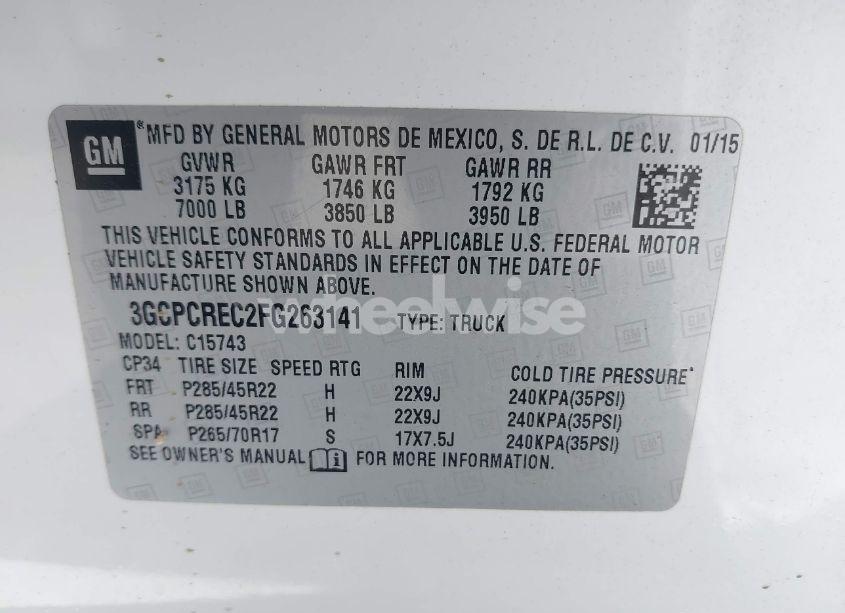 GM
®MFD BY GENERAL MOTORS DE MEXICO, S. DE R.L. DE C.V. 01/15
GVWR GAWR FRT GAWR RR
3175 KG 1746 KG 1792 KG
7000 LB 3850 LB 3950 LB
THIS VEHICLE CONFORMS TO ALL APPLICABLE U.S. FEDERAL MOTOR
VEHICLE SAFETY STANDARDS IN EFFECT ON THE DATE OF
MANUFACTURE SHOWN ABOVE.
3GCPCREC2FG263141 TYPE: TRUCK
wheelwise
MODEL: C15743
CP34 TIRE SIZE SPEED RTG RIM COLD TIRE PRESSURE*
FRT P285/45R22 H 22X9J 240KPA(35PSI)
RR P285/45R22 H 22X9J 240KPA(35PSI)
SPA P265/70R17 S 17X7.5J 240KPA(35PSI)
SEE OWNER'S MANUAL FOR MORE INFORMATION.